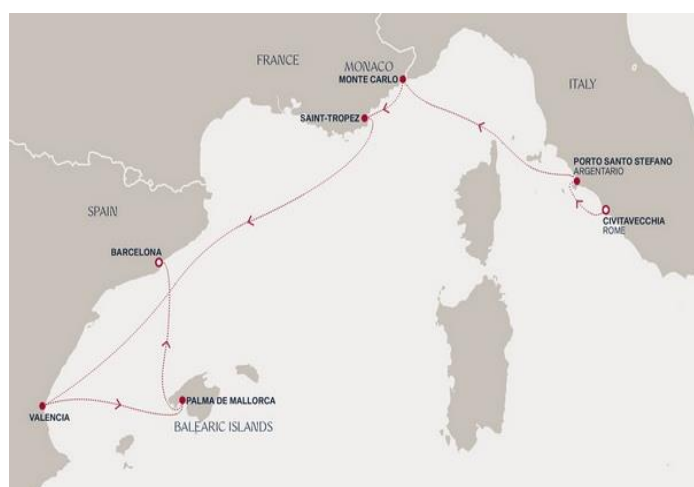 FRANCE
MONACO
MONTE CARLO
ITALY
SAINT-TROPEZ
PORTO SANTO STEFANO
ARGENTARIO
SPAIN
CIVITAVECCHIA
ROME
BARCELONA
PALMA DE MALLORCA
VALENCIA
BALEARIC ISLANDS